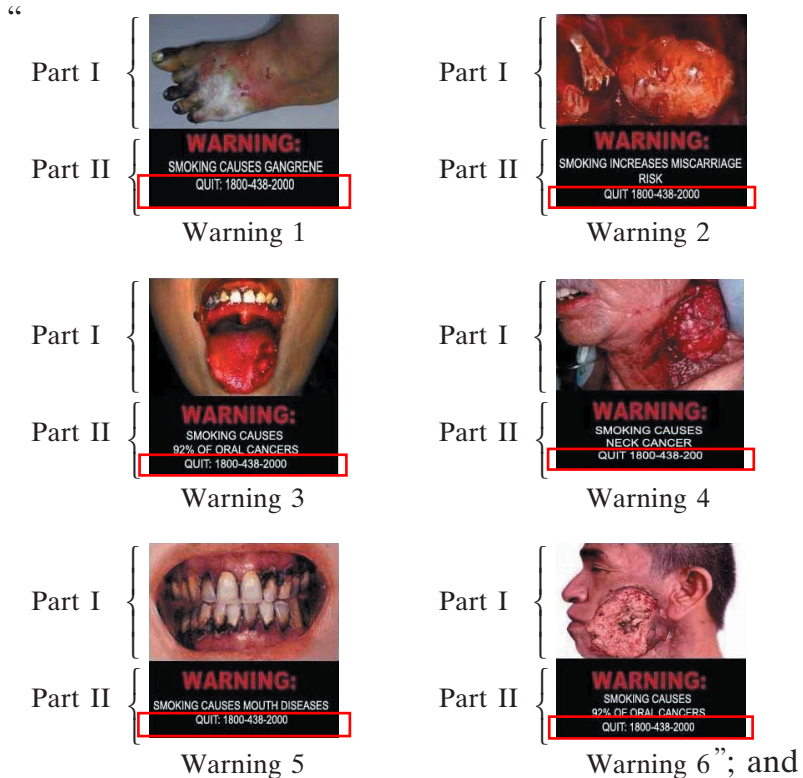 “
Part I
Part II
WARNING:
SMOKING CAUSES GANGRENE
QUIT: 1800-438-2000
Warning 1
Part I
Part II
WARNING:
SMOKING INCREASES MISCARRIAGE
RISK
QUIT 1800-438-2000
Warning 2
Part I
Part II
WARNING:
SMOKING CAUSES
92% OF ORAL CANCERS
QUIT: 1800-438-2000
Warning 3
Part I
Part II
WARNING:
SMOKING CAUSES
NECK CANCER
QUIT 1800-438-200
Warning 4
Part I
Part II
WARNING:
SMOKING CAUSES MOUTH DISEASES
QUIT: 1800-438-2000
Warning 5
Part I
Part II
WARNING:
SMOKING CAUSES
92% OF ORAL CANCERS
QUIT: 1800-438-2000
Warning 6”; and